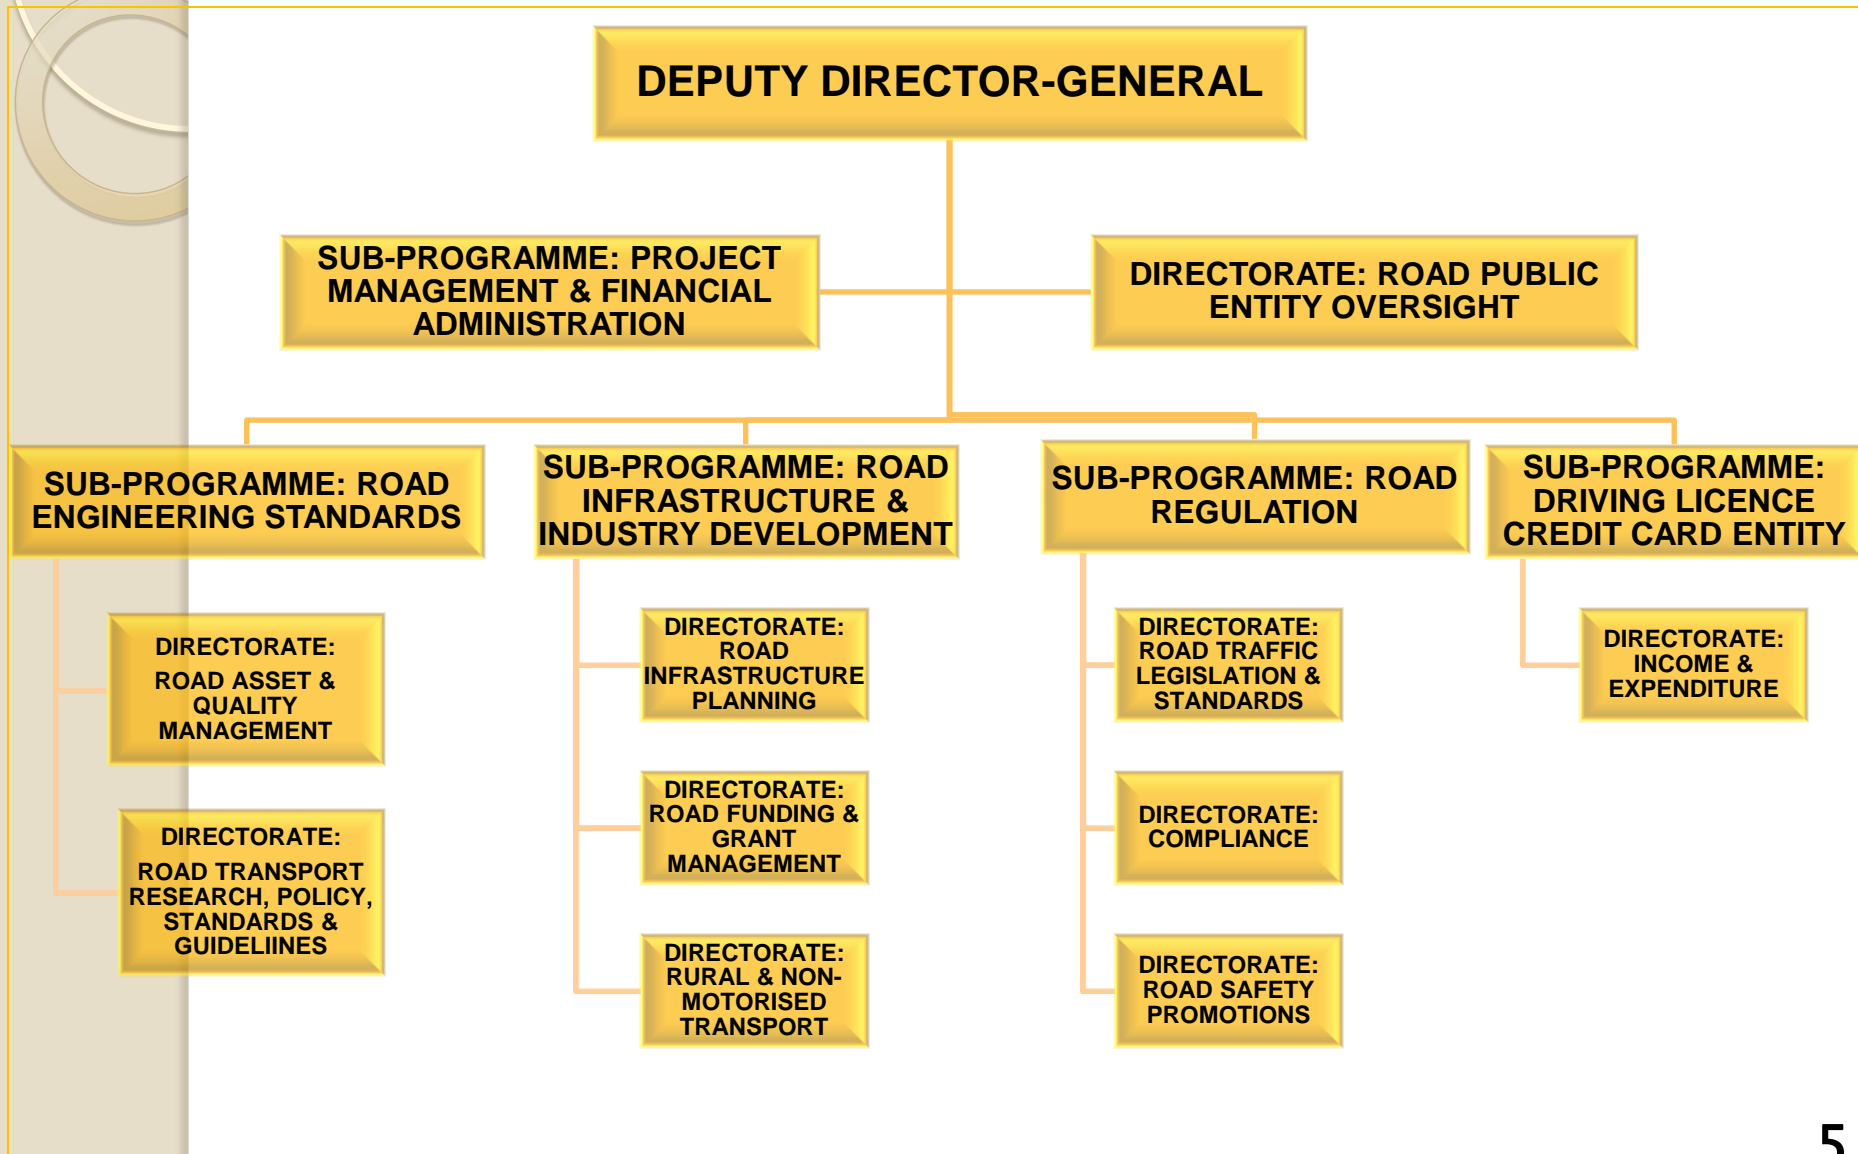 DEPUTY DIRECTOR-GENERAL
SUB-PROGRAMME: PROJECT
MANAGEMENT & FINANCIAL
ADMINISTRATION
DIRECTORATE: ROAD PUBLIC
ENTITY OVERSIGHT
SUB-PROGRAMME: ROAD
ENGINEERING STANDARDS
SUB-PROGRAMME: ROAD
INFRASTRUCTURE &
INDUSTRY DEVELOPMENT
SUB-PROGRAMME: ROAD
REGULATION
SUB-PROGRAMME:
DRIVING LICENCE
CREDIT CARD ENTITY
DIRECTORATE:
ROAD ASSET &
QUALITY
MANAGEMENT
DIRECTORATE:
ROAD TRANSPORT
RESEARCH, POLICY,
STANDARDS &
GUIDELIINES
DIRECTORATE:
ROAD
INFRASTRUCTURE
PLANNING
DIRECTORATE:
ROAD FUNDING &
GRANT
MANAGEMENT
DIRECTORATE:
RURAL & NON-
MOTORISED
TRANSPORT
DIRECTORATE:
ROAD TRAFFIC
LEGISLATION &
STANDARDS
DIRECTORATE:
COMPLIANCE
DIRECTORATE:
ROAD SAFETY
PROMOTIONS
DIRECTORATE:
INCOME &
EXPENDITURE
5